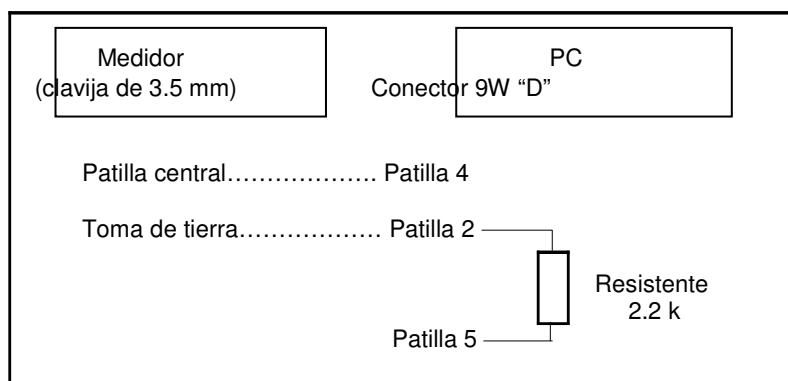 Medidor
(clavija de 3.5 mm)
PC
Conector 9W “D”
Patilla central................... Patilla 4
Toma de tierra.................. Patilla 2
Resistente
2.2 k
Patilla 5